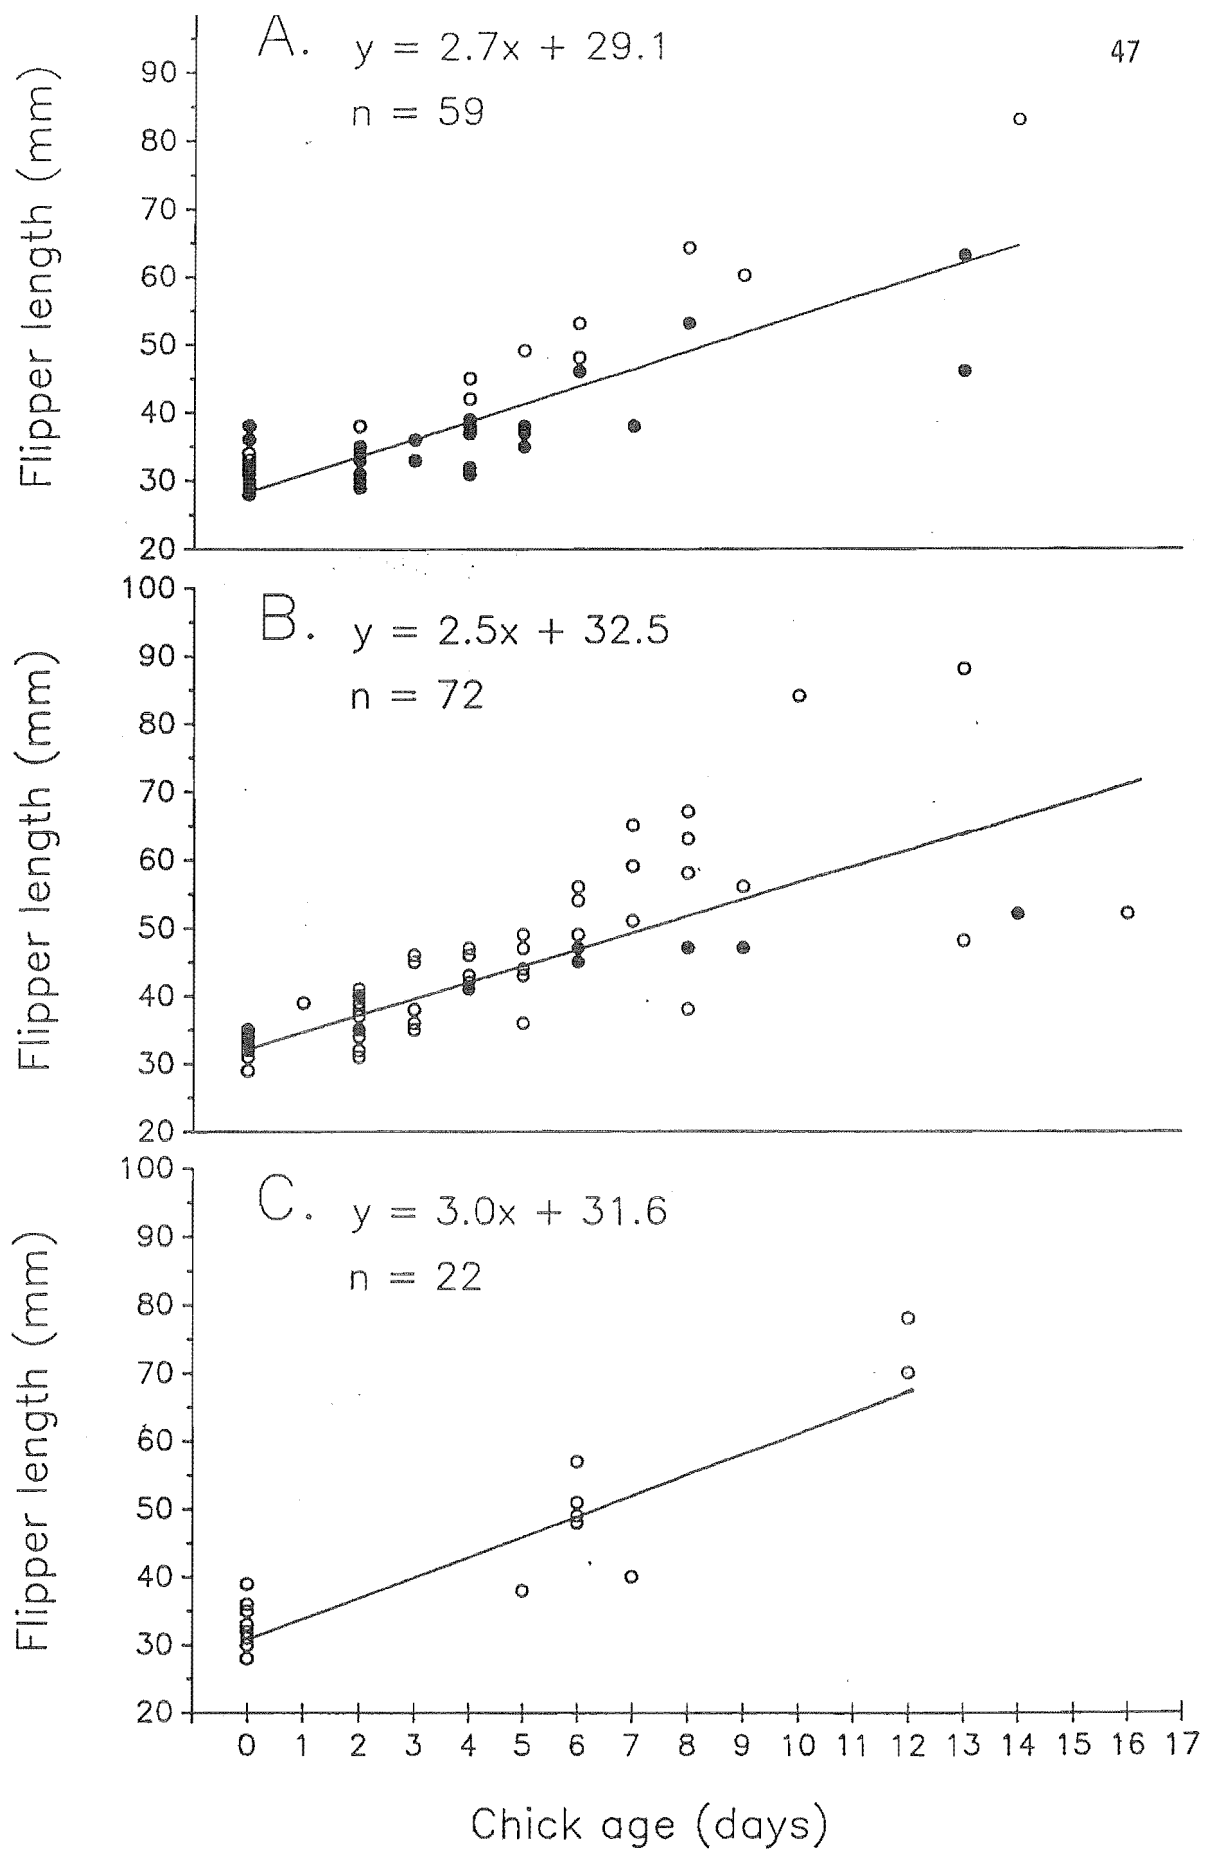 47
A. y = 2.7x + 29.1
n = 59
Flipper length (mm)
90
80
70
60
50
40
30
20
B. y = 2.5x + 32.5
n = 72
Flipper length (mm)
100
90
80
70
60
50
40
30
20
C. y = 3.0x + 31.6
n = 22
Flipper length (mm)
100
90
80
70
60
50
40
30
20
0 1 2 3 4 5 6 7 8 9 10 11 12 13 14 15 16 17
Chick age (days)